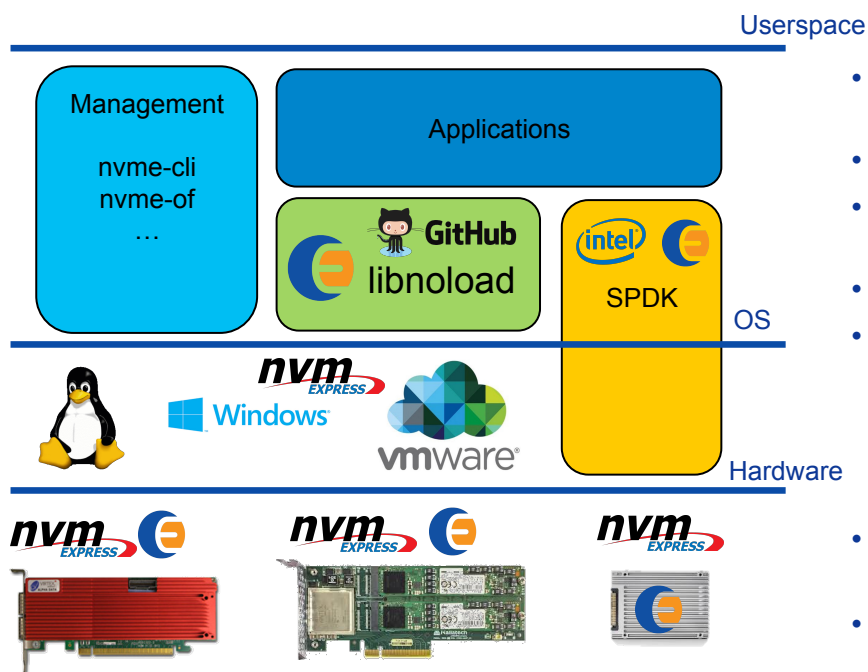 Userspace
Management
nvme-cli
nvme-of
…
Applications
GitHub
libnoload
intel
SPDK
OS
nvm
EXPRESS
Windows
vmware®
Hardware
nvm
EXPRESS
nvm
EXPRESS
nvm
EXPRESS